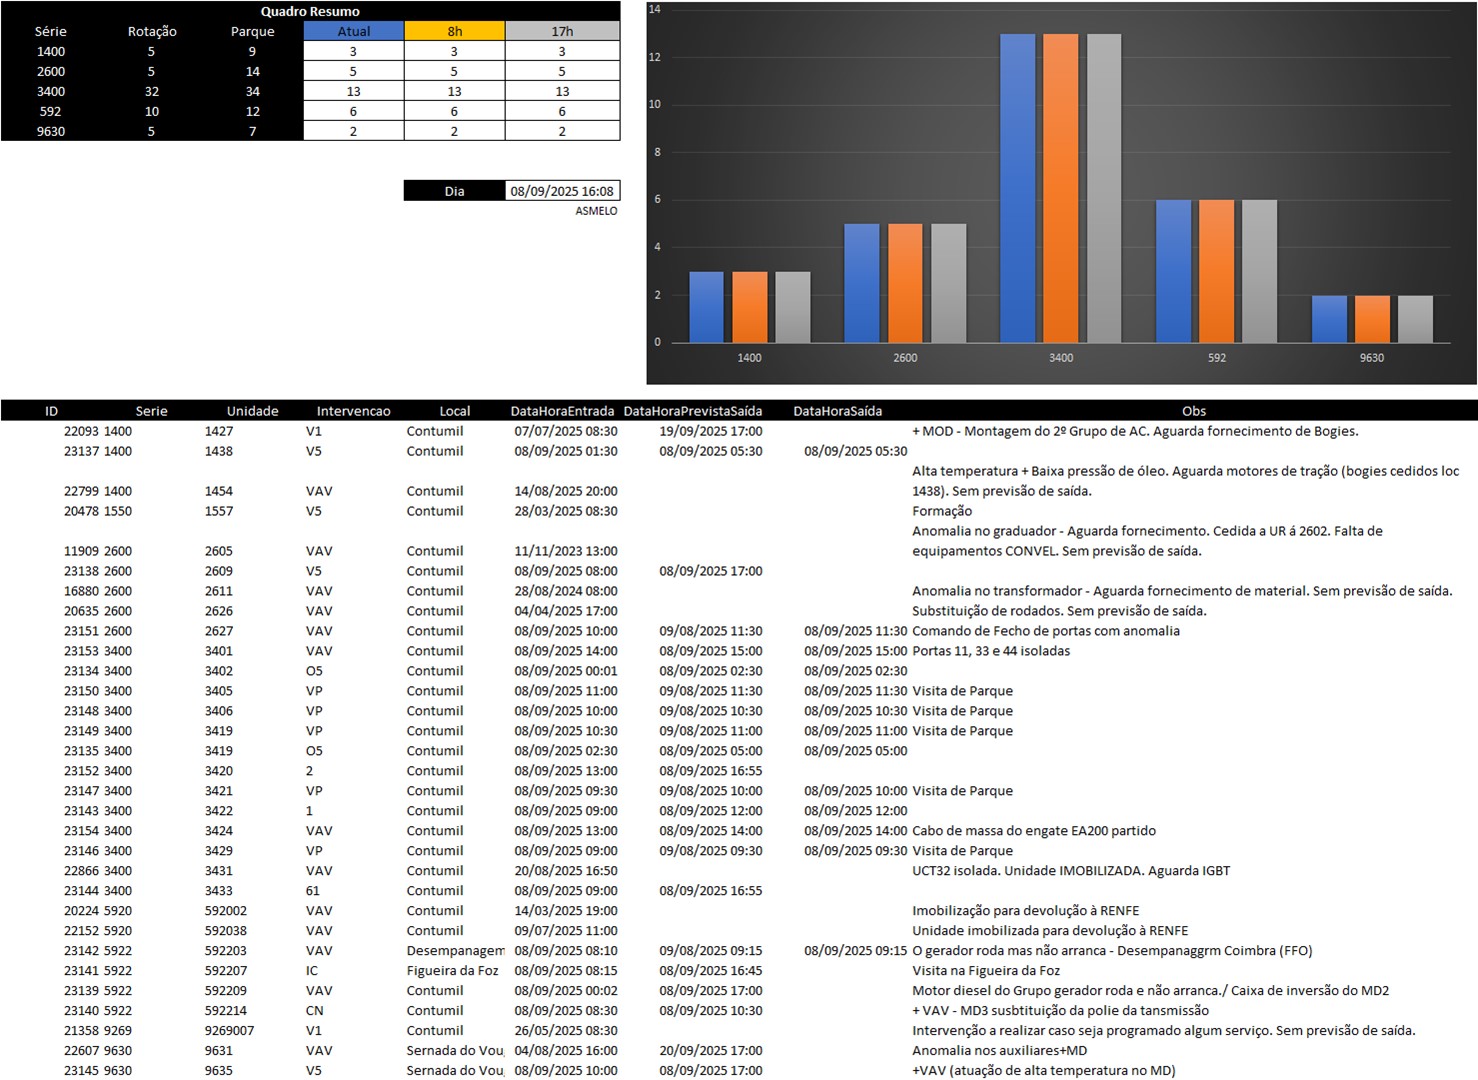 Quadro Resumo
Série Rotação Parque Atual 8h 17h
1400 5 9 3 3 3
2600 5 14 5 5 5
3400 32 34 13 13 13
592 10 12 6 6 6
9630 5 7 2 2 2
Dia 08/09/2025 16:08
ASMELO
14
12
10
8
6
4
2
0
1400 2600 3400 592 9630
ID Serie Unidade Intervencao Local DataHoraEntrada DataHoraPrevistaSaída DataHoraSaída Obs
22093 1400 1427 V1 Contumil 07/07/2025 08:30 19/09/2025 17:00 + MOD - Montagem do 2º Grupo de AC. Aguarda fornecimento de Bogies.
23137 1400 1438 V5 Contumil 08/09/2025 01:30 08/09/2025 05:30 08/09/2025 05:30
Alta temperatura + Baixa pressão de óleo. Aguarda motores de tração (bogies cedidos loc
22799 1400 1454 VAV Contumil 14/08/2025 20:00 1438). Sem previsão de saída.
20478 1550 1557 V5 Contumil 28/03/2025 08:30 Formação
Anomalia no graduador - Aguarda fornecimento. Cedida a UR á 2602. Falta de
11909 2600 2605 VAV Contumil 11/11/2023 13:00 equipamentos CONVEL. Sem previsão de saída.
23138 2600 2609 V5 Contumil 08/09/2025 08:00 08/09/2025 17:00
16880 2600 2611 VAV Contumil 28/08/2024 08:00 Anomalia no transformador - Aguarda fornecimento de material. Sem previsão de saída.
20635 2600 2626 VAV Contumil 04/04/2025 17:00 Substituição de rodados. Sem previsão de saída.
23151 2600 2627 VAV Contumil 08/09/2025 10:00 09/08/2025 11:30 08/09/2025 11:30 Comando de Fecho de portas com anomalia
23153 3400 3401 VAV Contumil 08/09/2025 14:00 08/09/2025 15:00 08/09/2025 15:00 Portas 11, 33 e 44 isoladas
23134 3400 3402 O5 Contumil 08/09/2025 00:01 08/09/2025 02:30 08/09/2025 02:30
23150 3400 3405 VP Contumil 08/09/2025 11:00 09/08/2025 11:30 08/09/2025 11:30 Visita de Parque
23148 3400 3406 VP Contumil 08/09/2025 10:00 09/08/2025 10:30 08/09/2025 10:30 Visita de Parque
23149 3400 3419 VP Contumil 08/09/2025 10:30 09/08/2025 11:00 08/09/2025 11:00 Visita de Parque
23135 3400 3419 O5 Contumil 08/09/2025 02:30 08/09/2025 05:00 08/09/2025 05:00
23152 3400 3420 2 Contumil 08/09/2025 13:00 08/09/2025 16:55
23147 3400 3421 VP Contumil 08/09/2025 09:30 09/08/2025 10:00 08/09/2025 10:00 Visita de Parque
23143 3400 3422 1 Contumil 08/09/2025 09:00 08/09/2025 12:00 08/09/2025 12:00
23154 3400 3424 VAV Contumil 08/09/2025 13:00 08/09/2025 14:00 08/09/2025 14:00 Cabo de massa do engate EA200 partido
23146 3400 3429 VP Contumil 08/09/2025 09:00 09/08/2025 09:30 08/09/2025 09:30 Visita de Parque
22866 3400 3431 VAV Contumil 20/08/2025 16:50 UCT32 isolada. Unidade IMOBILIZADA. Aguarda IGBT
23144 3400 3433 61 Contumil 08/09/2025 09:00 08/09/2025 16:55
20224 5920 592002 VAV Contumil 14/03/2025 19:00 Imobilização para devolução à RENFE
22152 5920 592038 VAV Contumil 09/07/2025 11:00 Unidade imobilizada para devolução à RENFE
23142 5922 592203 VAV Desempanagem 08/09/2025 08:10 09/08/2025 09:15 08/09/2025 09:15 O gerador roda mas não arranca - Desempanaggrm Coimbra (FFO)
23141 5922 592207 IC Figueira da Foz 08/09/2025 08:15 08/09/2025 16:45 Visita na Figueira da Foz
23139 5922 592209 VAV Contumil 08/09/2025 00:02 08/09/2025 17:00 Motor diesel do Grupo gerador roda e não arranca./ Caixa de inversão do MD2
23140 5922 592214 CN Contumil 08/09/2025 08:30 08/09/2025 10:30 + VAV - MD3 susbtituição da polie da tansmissão
21358 9269 9269007 V1 Contumil 26/05/2025 08:30 Intervenção a realizar caso seja programado algum serviço. Sem previsão de saída.
22607 9630 9631 VAV Sernada do Vou 04/08/2025 16:00 20/09/2025 17:00 Anomalia nos auxiliares+MD
23145 9630 9635 V5 Sernada do Vou 08/09/2025 10:00 08/09/2025 17:00 +VAV (atuação de alta temperatura no MD)